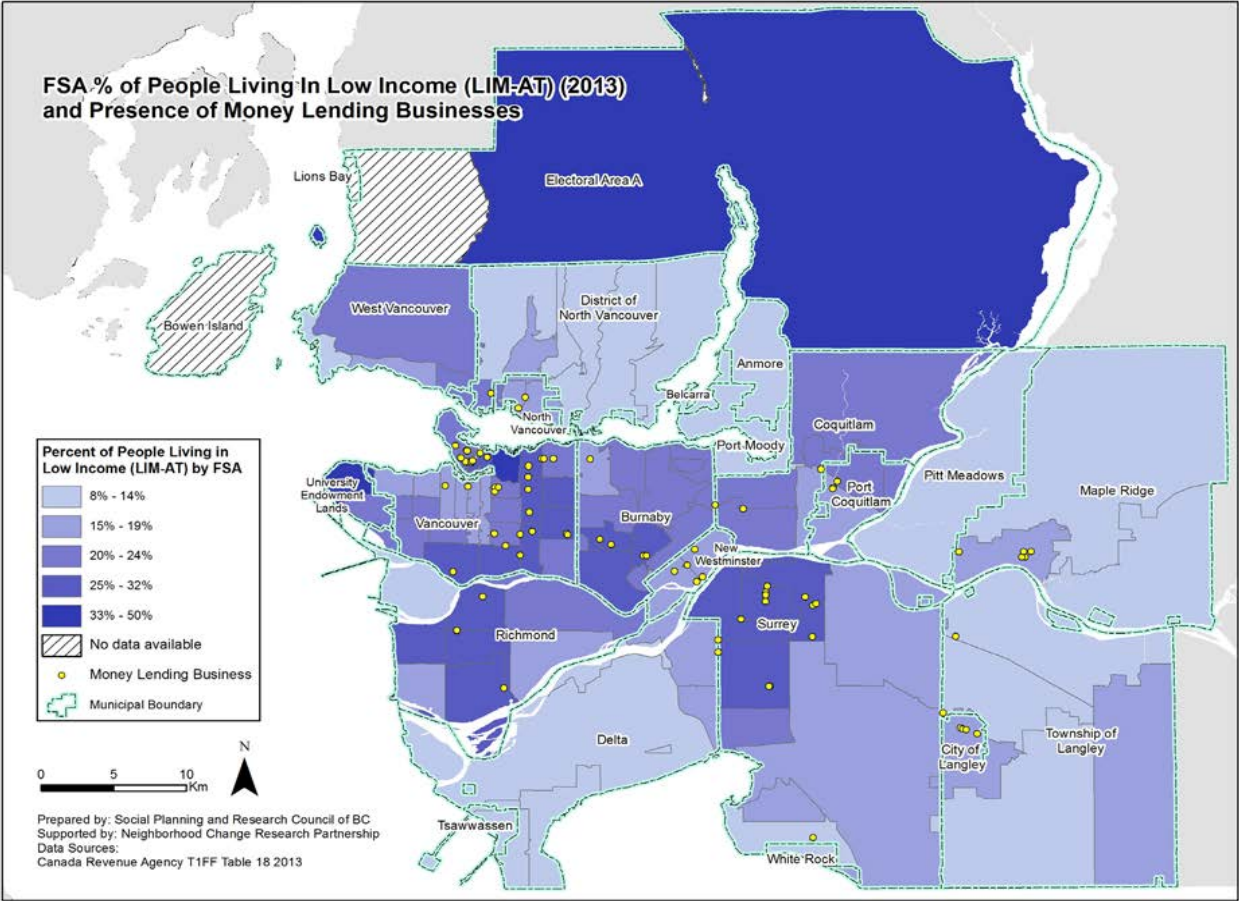 FSA % of People Living In Low Income (LIM-AT) (2013)
and Presence of Money Lending Businesses
Lions Bay
Electoral Area A
Bowen Island
West Vancouver
District of
North Vancouver
Anmore
Belcarra
North
Vancouver
Port Moody
Coquitlam
Port
Coquitlam
Pitt Meadows
Maple Ridge
University
Endowment
Lands
Vancouver
Burnaby
New
Westminster
Surrey
Richmond
Delta
City of
Langley
Township of
Langley
Tsawwassen
White Rock
Percent of People Living in
Low Income (LIM-AT) by FSA
8% - 14%
15% - 19%
20% - 24%
25% - 32%
33% - 50%
No data available
Money Lending Business
Municipal Boundary
N
0 5 10
Km
Prepared by: Social Planning and Research Council of BC
Supported by: Neighborhood Change Research Partnership
Data Sources:
Canada Revenue Agency T1FF Table 18 2013